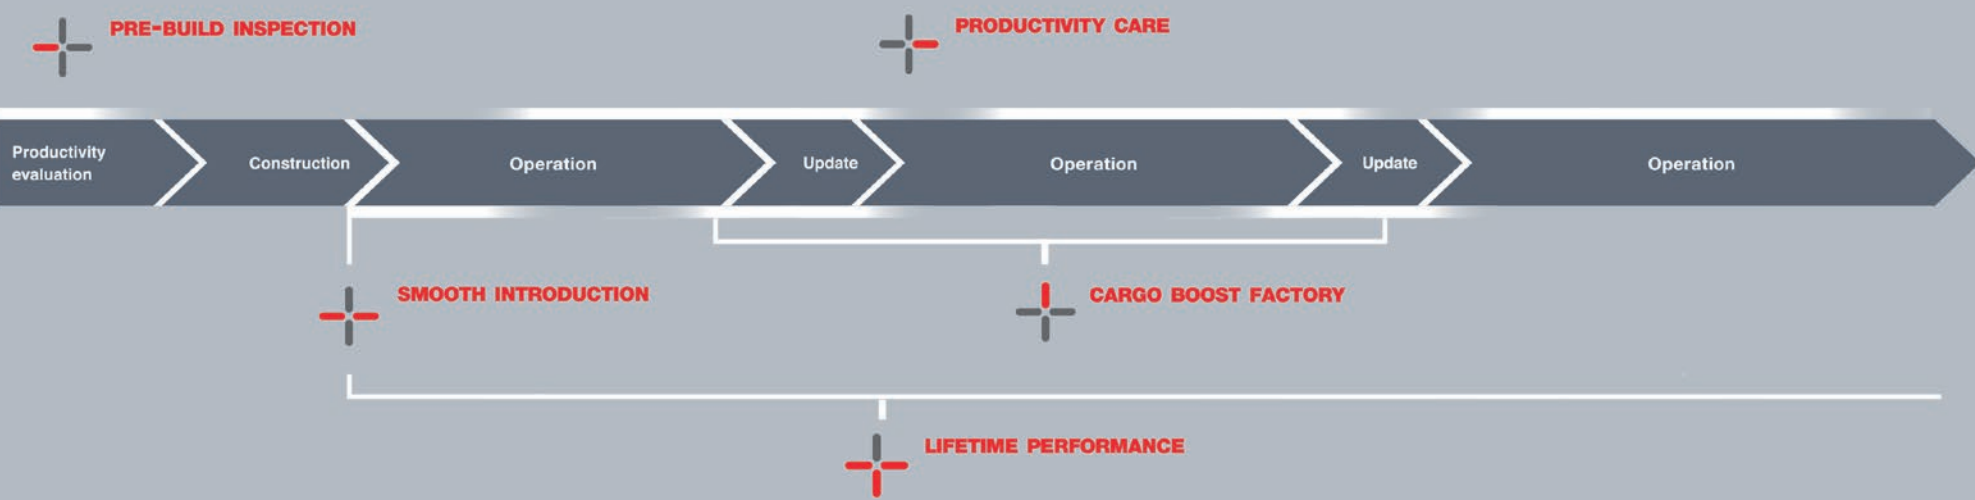 PRE-BUILD INSPECTION
PRODUCTIVITY CARE
Productivity
evaluation
Construction
Operation
Update
Operation
Update
Operation
SMOOTH INTRODUCTION
CARGO BOOST FACTORY
LIFETIME PERFORMANCE